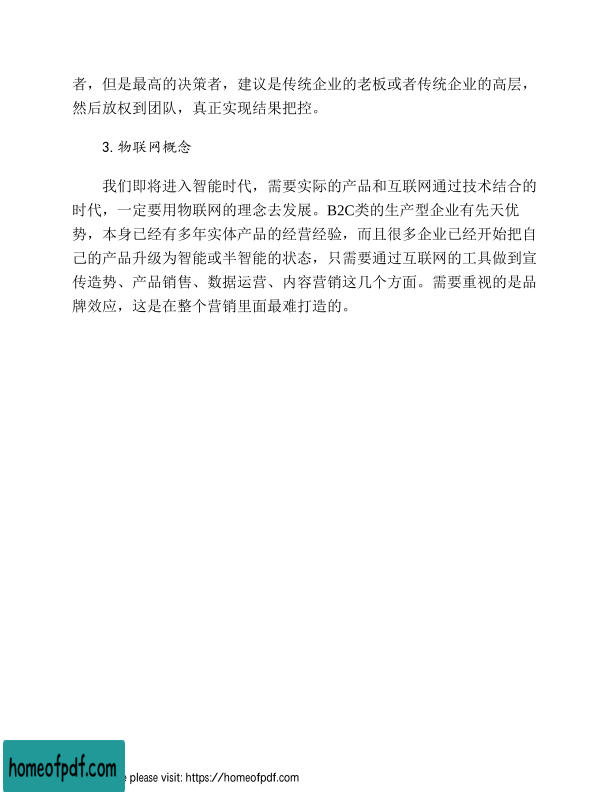 者，但是最高的决策者，建议是传统企业的老板或者传统企业的高层，
然后放权到团队，真正实现结果把控。
3. 物联网概念
我们即将进入智能时代，需要实际的产品和互联网通过技术结合的
时代，一定要用物联网的理念去发展。B2C类的生产型企业有先天优
势，本身已经有多年实体产品的经营经验，而且很多企业已经开始把自
己的产品升级为智能或半智能的状态，只需要通过互联网的工具做到宣
传造势、产品销售、数据运营、内容营销这几个方面。需要重视的是品
牌效应，这是在整个营销里面最难打造的。
homeofpdf.com
please visit: https://homeofpdf.com